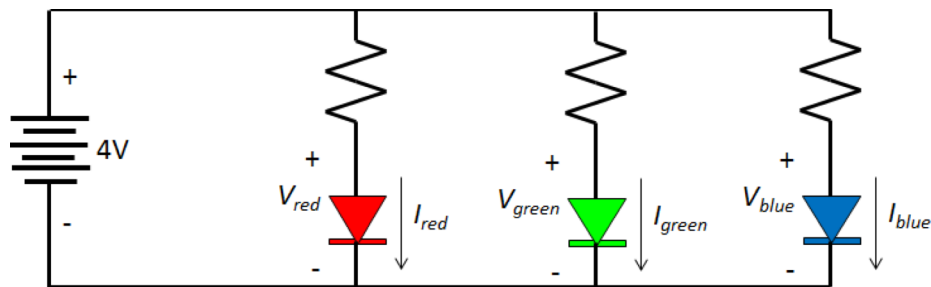 +
4V
-
+
V_red
I_red
-
+
V_green
I_green
-
+
V_blue
I_blue
-